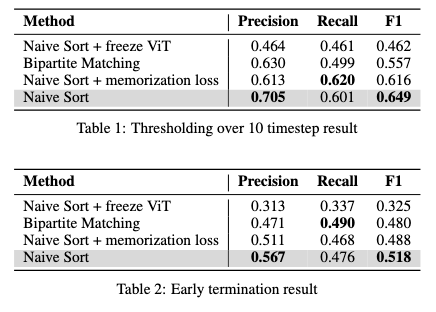 Method Precision Recall F1
Naive Sort + freeze ViT 0.464 0.461 0.462
Bipartite Matching 0.630 0.499 0.557
Naive Sort + memorization loss 0.613 0.620 0.616
Naive Sort 0.705 0.601 0.649
Table 1: Thresholding over 10 timestep result
Method Precision Recall F1
Naive Sort + freeze ViT 0.313 0.337 0.325
Bipartite Matching 0.471 0.490 0.480
Naive Sort + memorization loss 0.511 0.468 0.488
Naive Sort 0.567 0.476 0.518
Table 2: Early termination result